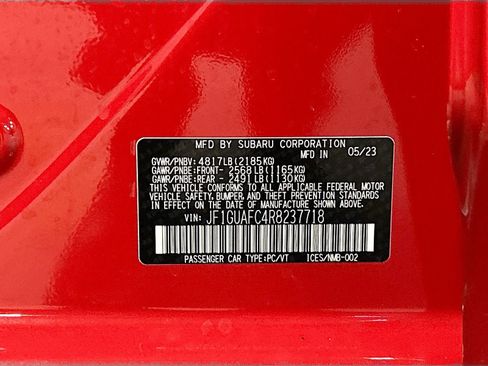 MFD BY SUBARU CORPORATION
MFD IN 05/23
GVWR/PNBV: 4817LB(2185KG)
GAWR/PNBE:FRONT- 2568LB(1165KG)
GAWR/PNBE:REAR - 2491LB(1130KG)
THIS VEHICLE CONFORMS TO ALL APPLICABLE FEDERAL MOTOR
VEHICLE SAFETY, BUMPER, AND THEFT PREVENTION STANDARDS
IN EFFECT ON THE DATE OF MANUFACTURE SHOWN ABOVE.
VIN: JF1GUAFC4R8237718
PASSENGER CAR TYPE:PC/VT ICES/NMB-002